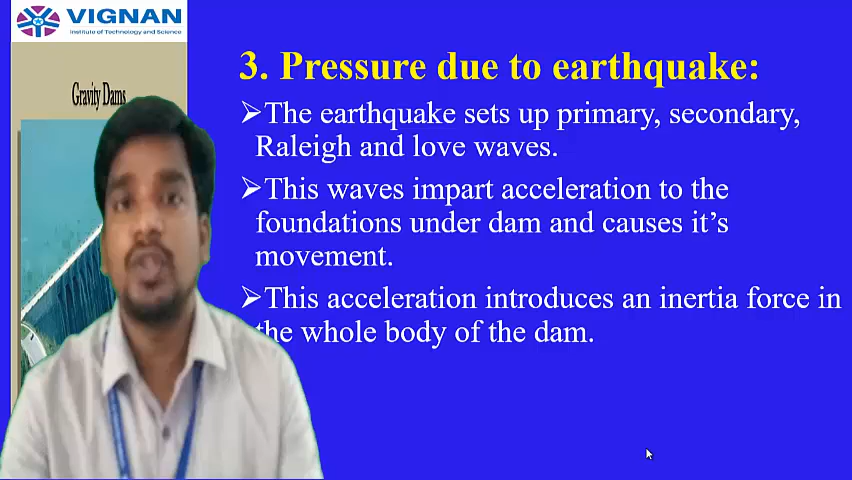 VIGNAN
Institute of Technology and Science
Gravity Dams
3. Pressure due to earthquake:
➢The earthquake sets up primary, secondary,
Raleigh and love waves.
➢This waves impart acceleration to the
foundations under dam and causes it’s
movement.
➢This acceleration introduces an inertia force in
the whole body of the dam.